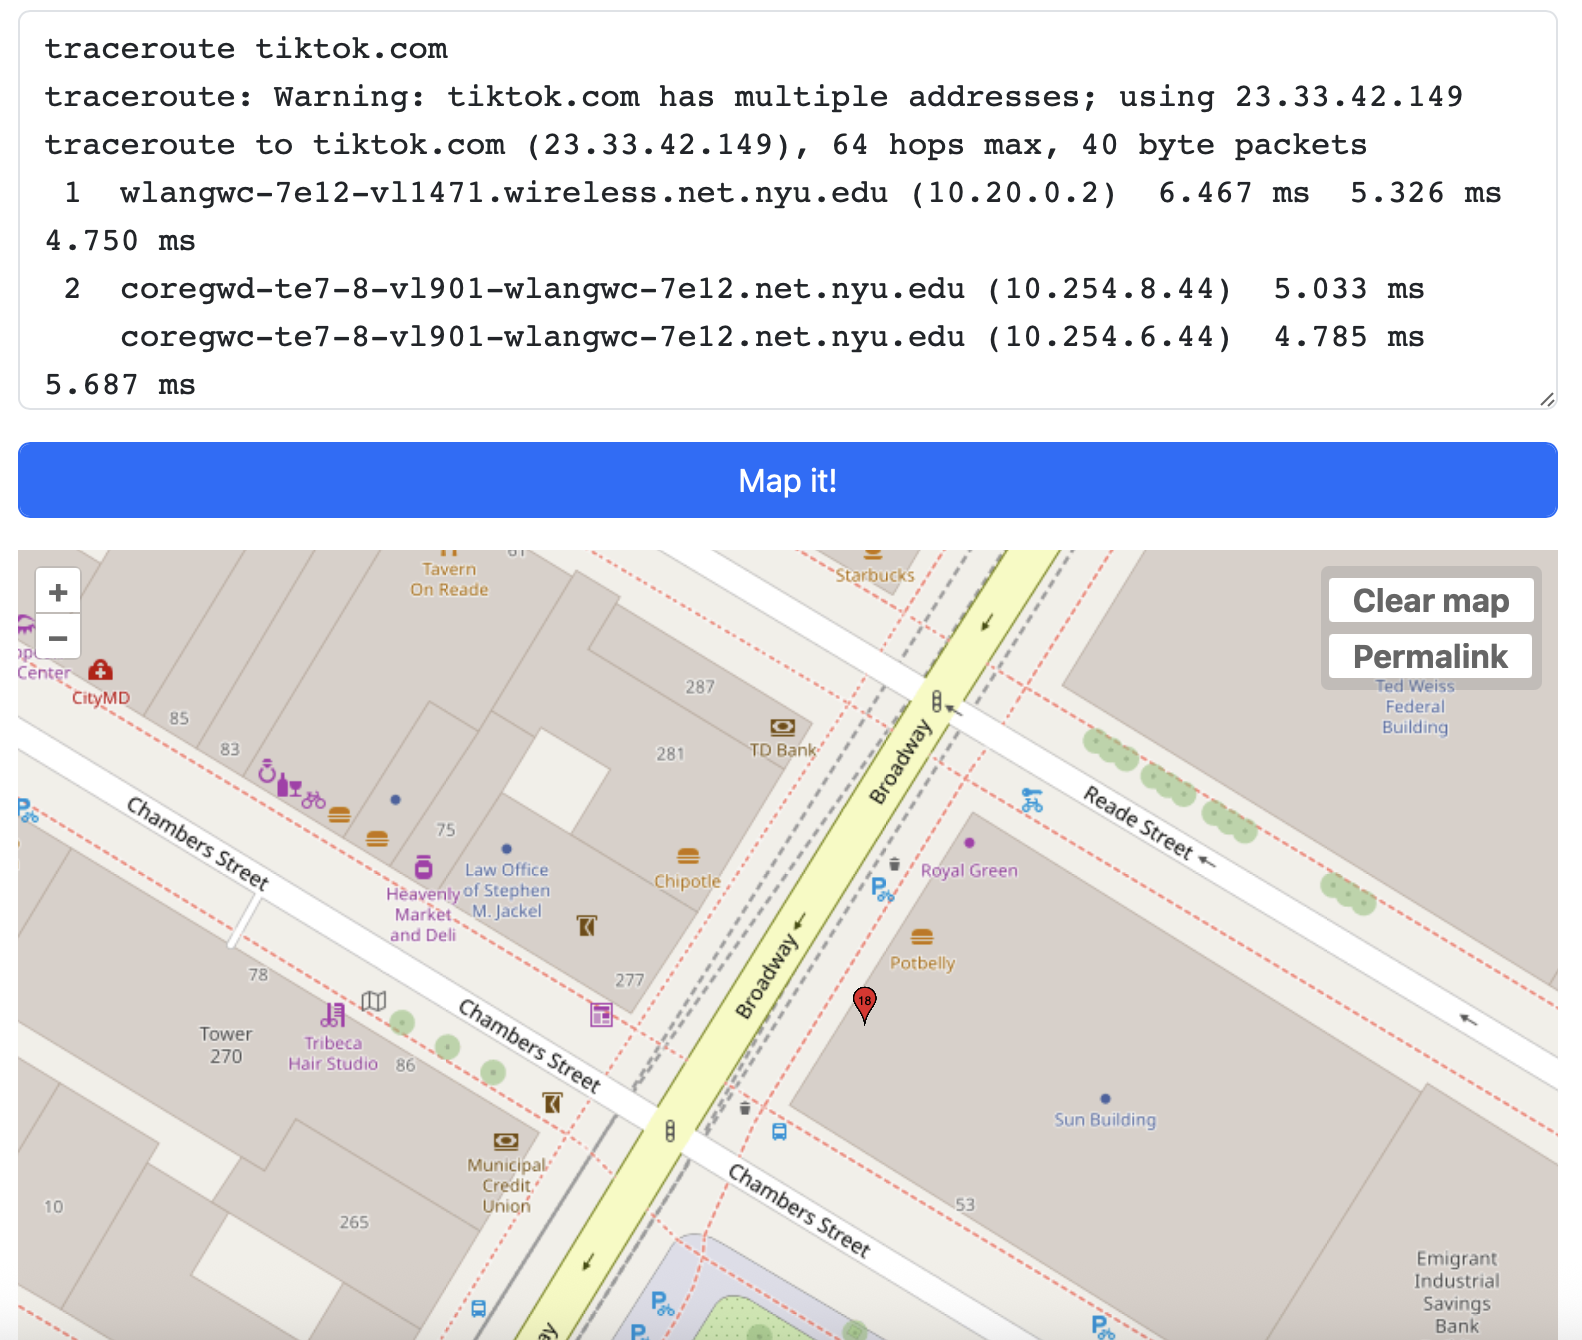 traceroute tiktok.com
traceroute: Warning: tiktok.com has multiple addresses; using 23.33.42.149
traceroute to tiktok.com (23.33.42.149), 64 hops max, 40 byte packets
1 wlangwc-7e12-vl1471.wireless.net.nyu.edu (10.20.0.2) 6.467 ms 5.326 ms
4.750 ms
2 coregwd-te7-8-vl901-wlangwc-7e12.net.nyu.edu (10.254.8.44) 5.033 ms
coregwc-te7-8-vl901-wlangwc-7e12.net.nyu.edu (10.254.6.44) 4.785 ms
5.687 ms
Map it!
+
−
Clear map
Permalink
Tavern
On Reade
Starbucks
Center
CityMD
Ted Weiss
Federal
Building
287
85
83
281
TD Bank
Broadway
Reade Street
Chambers Street
75
Law Office
of Stephen
M. Jackel
Heavenly
Market
and Deli
Chipotle
Royal Green
Potbelly
Broadway
277
78
18
Chambers Street
Tower
270
Tribeca
Hair Studio
86
Sun Building
Municipal
Credit
Union
Chambers Street
53
10
265
Emigrant
Industrial
Savings
Bank